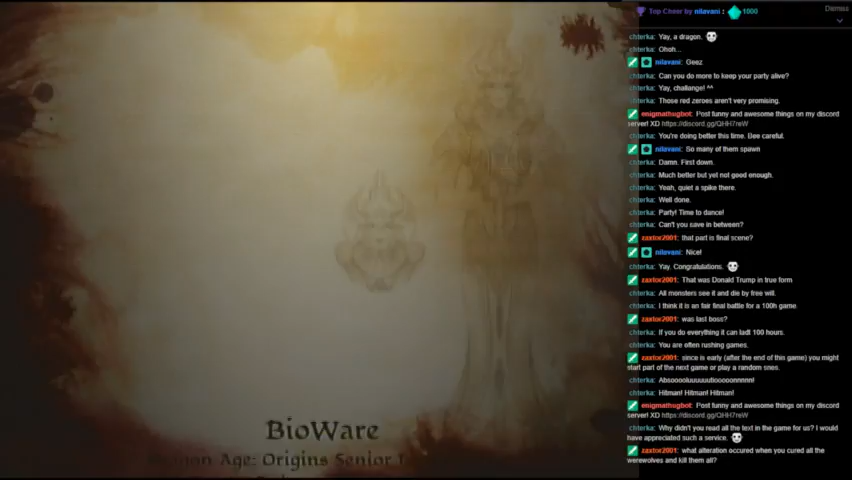 Top Cheer by nilavani : 1000
Dismiss
chterka: Yay, a dragon.
chterka: Ohoh...
nilavani: Geez
chterka: Can you do more to keep your party alive?
chterka: Yay, challange! ^^
chterka: Those red zeroes aren't very promising.
enigmathugbot: Post funny and awesome things on my discord
server! XD https://discord.gg/QHH7reW
chterka: You're doing better this time. Bee careful.
nilavani: So many of them spawn
chterka: Damn. First down.
chterka: Much better but yet not good enough.
chterka: Yeah, quiet a spike there.
chterka: Well done.
chterka: Party! Time to dance!
chterka: Can't you save in between?
zaxtor2001: that part is final scene?
nilavani: Nice!
chterka: Yay. Congratulations.
zaxtor2001: That was Donald Trump in true form
chterka: All monsters see it and die by free will.
chterka: I think it is an fair final battle for a 100h game.
zaxtor2001: was last boss?
chterka: If you do everything it can ladt 100 hours.
chterka: You are often rushing games.
zaxtor2001: since is early (after the end of this game) you might
start part of the next game or play a random snes.
chterka: Absooolluuuuuutiooooonnnnn!
chterka: Hitman! Hitman! Hitman!
enigmathugbot: Post funny and awesome things on my discord
server! XD https://discord.gg/QHH7reW
chterka: Why didn't you read all the text in the game for us? I would
have appreciated such a service.
zaxtor2001: what alteration occured when you cured all the
werewolves and kill them all?
BioWare
Age: Origins Senior